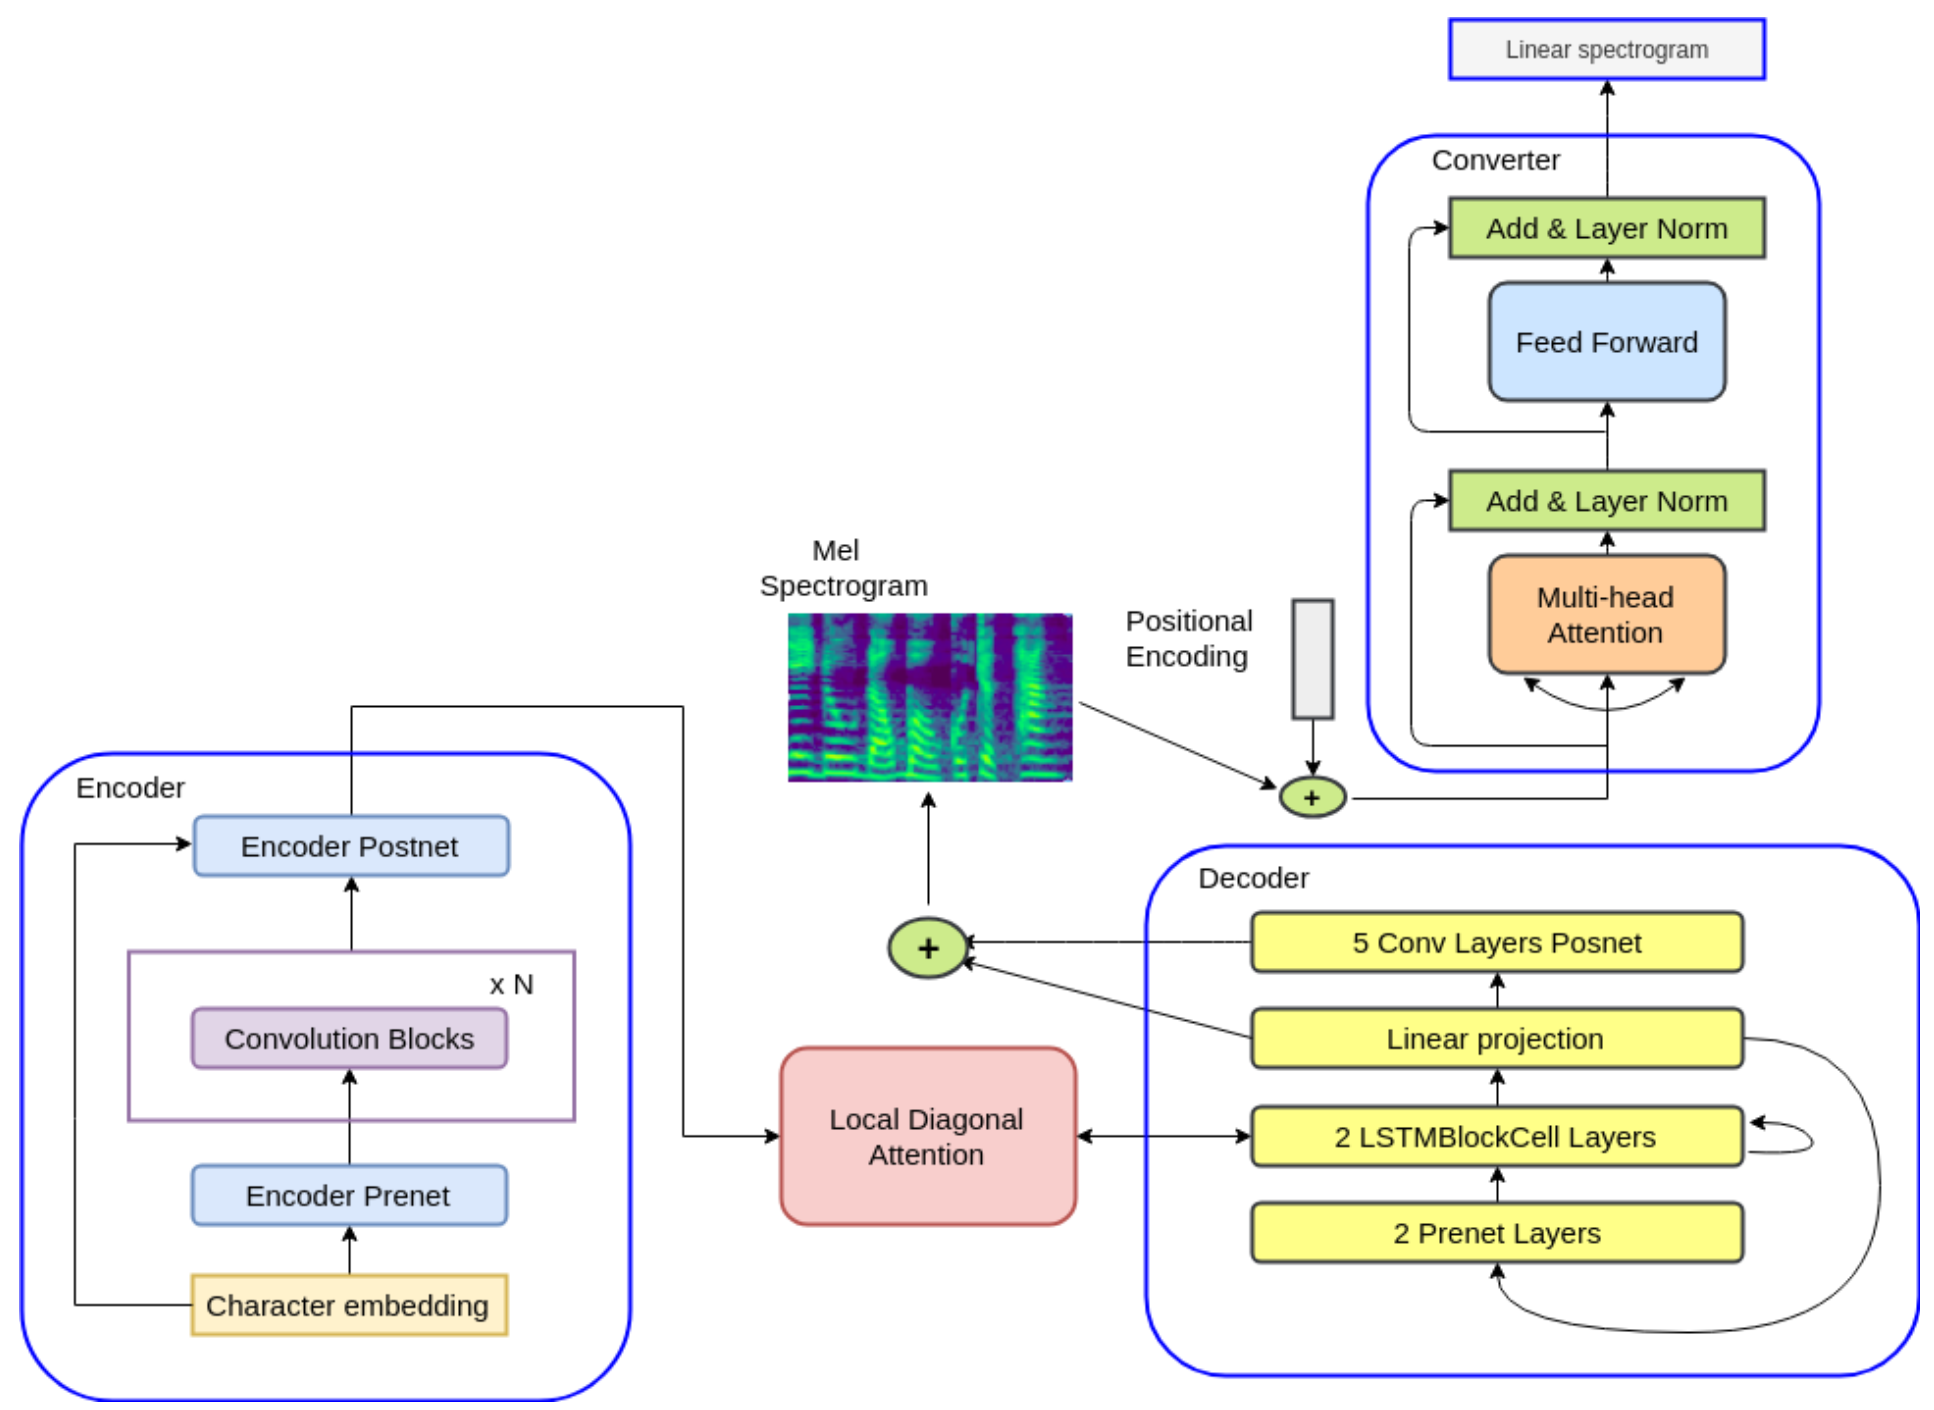 Linear spectrogram
Converter
Add & Layer Norm
Feed Forward
Add & Layer Norm
Multi-head
Attention
Mel
Spectrogram
Positional
Encoding
+
Encoder
Encoder Postnet
x N
Convolution Blocks
Encoder Prenet
Character embedding
+
Local Diagonal
Attention
Decoder
5 Conv Layers Posnet
Linear projection
2 LSTMBlockCell Layers
2 Prenet Layers